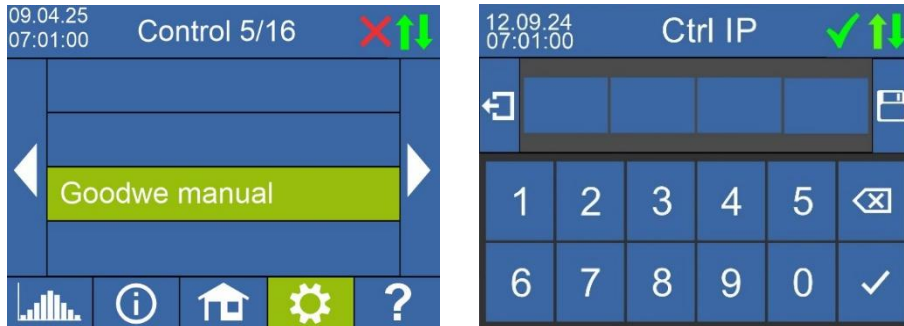 09.04.25
07:01:00
Control 5/16
Goodwe manual
?
12.09.24
07:01:00
Ctrl IP
1 2 3 4 5
6 7 8 9 0